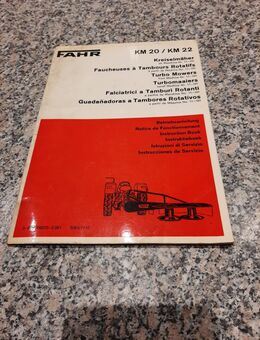 FAHR
KM 20 / KM 22
Kreiselmäher
Faucheuses à Tambours Rotatifs
Turbo Mowers
Turbomaaiers
Falciatrici a Tamburi Rotanti
Guadañadoras a Tambores Rotativos
Betriebsanleitung
Notice de Fonctionnement
Instruction Book
Instruktieboek
Istruzioni di Servizio
Instrucciones de Servicio